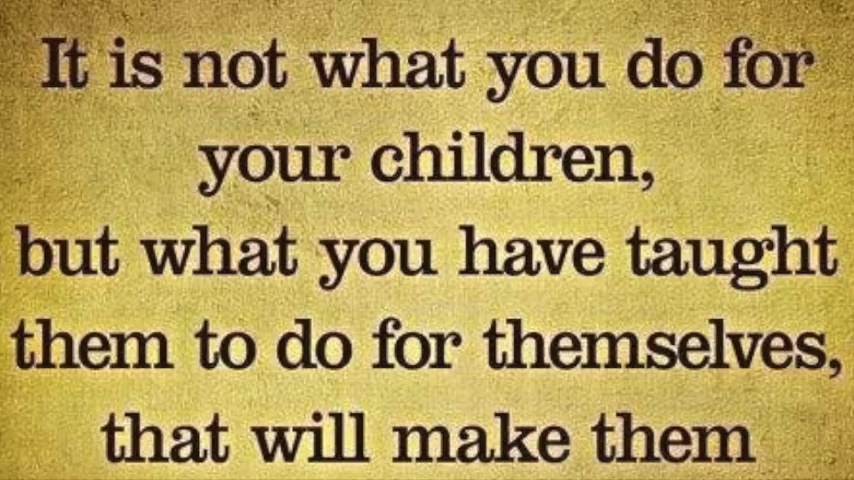 It is not what you do for
your children,
but what you have taught
them to do for themselves,
that will make them